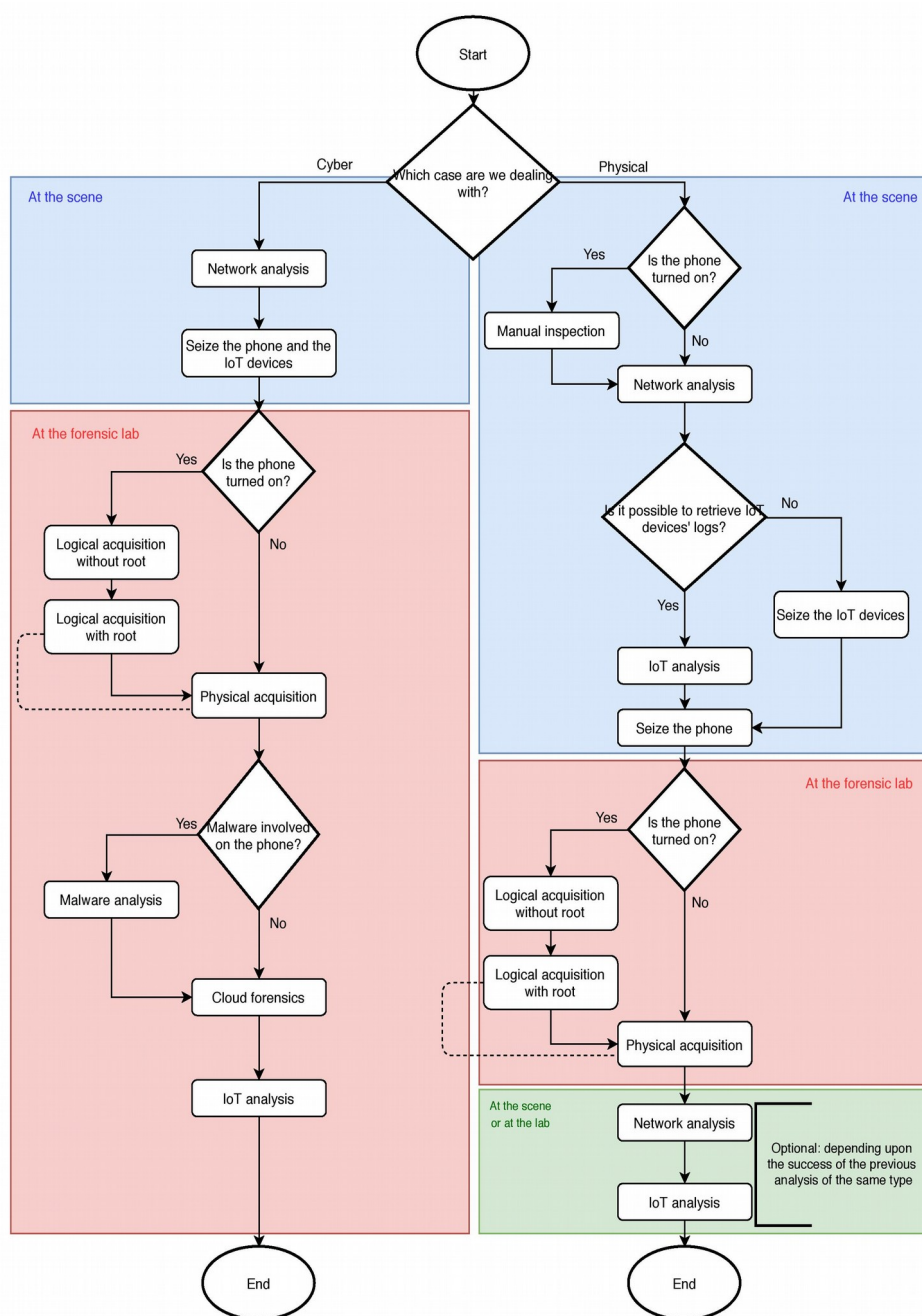 Start
Which case are we dealing
with?
Cyber
Physical
At the scene
Network analysis
Seize the phone and the
IoT devices
At the forensic lab
Is the phone
turned on?
Yes
No
Logical acquisition
without root
Logical acquisition
with root
Physical acquisition
Malware involved
on the phone?
Yes
No
Malware analysis
Cloud forensics
IoT analysis
End
At the scene
Is the phone
turned on?
Yes
No
Manual inspection
Network analysis
Is it possible to retrieve IoT
devices' logs?
No
Yes
Seize the IoT devices
IoT analysis
Seize the phone
At the forensic lab
Is the phone
turned on?
Yes
No
Logical acquisition
without root
Logical acquisition
with root
Physical acquisition
At the scene
or at the lab
Network analysis
IoT analysis
Optional: depending upon
the success of the previous
analysis of the same type
End